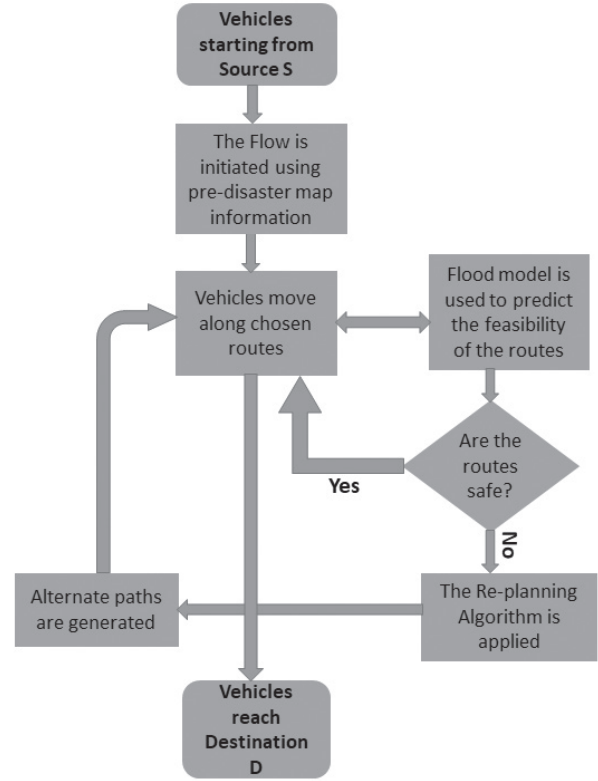 Vehicles
starting from
Source S
The Flow is
initiated using
pre-disaster map
information
Vehicles move
along chosen
routes
Flood model is
used to predict
the feasibility
of the routes
Are the
routes
safe?
Yes
No
The Re-planning
Algorithm is
applied
Alternate paths
are generated
Vehicles
reach
Destination
D